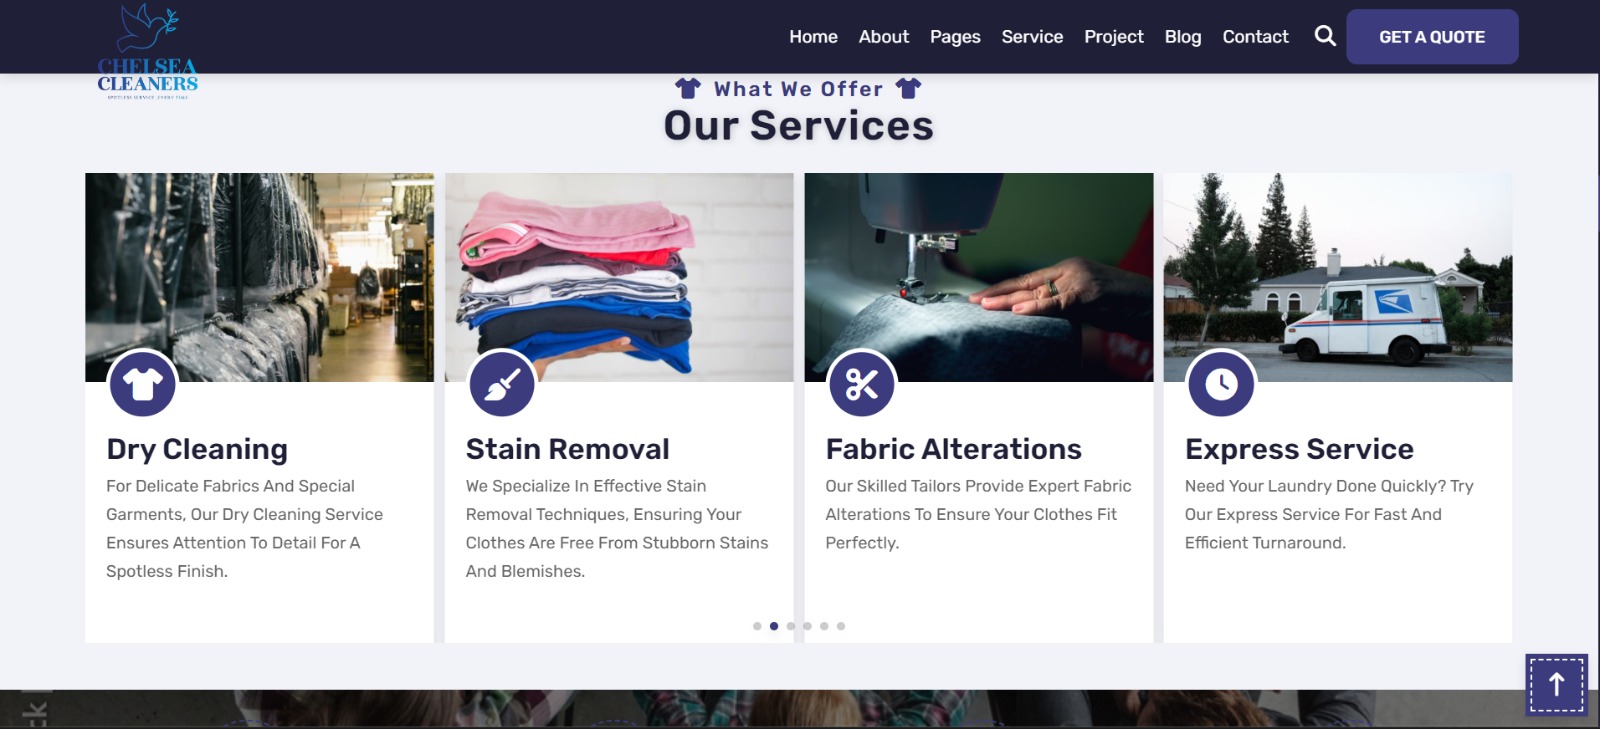 CHELSEA
CLEANERS
SPOTLESS SERVICE EVERY TIME
Home About Pages Service Project Blog Contact GET A QUOTE
What We Offer
Our Services
Dry Cleaning
For Delicate Fabrics And Special
Garments, Our Dry Cleaning Service
Ensures Attention To Detail For A
Spotless Finish.
Stain Removal
We Specialize In Effective Stain
Removal Techniques, Ensuring Your
Clothes Are Free From Stubborn Stains
And Blemishes.
Fabric Alterations
Our Skilled Tailors Provide Expert Fabric
Alterations To Ensure Your Clothes Fit
Perfectly.
Express Service
Need Your Laundry Done Quickly? Try
Our Express Service For Fast And
Efficient Turnaround.